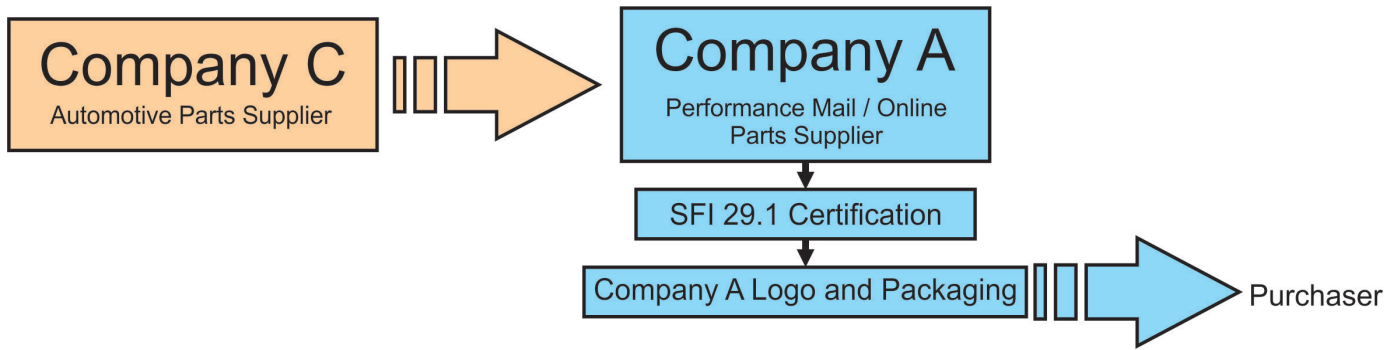 Company C
Automotive Parts Supplier
Company A
Performance Mail / Online
Parts Supplier
SFI 29.1 Certification
Company A Logo and Packaging
Purchaser